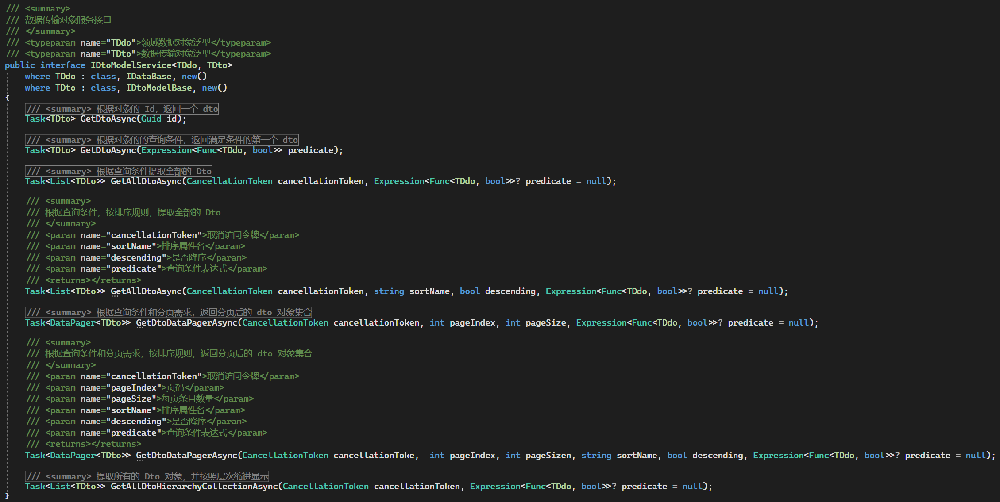 /// <summary>
/// 数据传输对象服务接口
/// </summary>
/// <typeparam name="TDdo">领域数据对象泛型</typeparam>
/// <typeparam name="TDto">数据传输对象泛型</typeparam>
public interface IDtoModelService<TDdo, TDto>
    where TDdo : class, IDataBase, new()
    where TDto : class, IDtoModelBase, new()
{
    /// <summary> 根据对象的 Id，返回一个 dto
    Task<TDto> GetDtoAsync(Guid id);

    /// <summary> 根据对象的的查询条件，返回满足条件的第一个 dto
    Task<TDto> GetDtoAsync(Expression<Func<TDdo, bool>> predicate);

    /// <summary> 根据查询条件提取全部的 Dto
    Task<List<TDto>> GetAllDtoAsync(CancellationToken cancellationToken, Expression<Func<TDdo, bool>>? predicate = null);

    /// <summary>
    /// 根据查询条件，按排序规则，提取全部的 Dto
    /// </summary>
    /// <param name="cancellationToken">取消访问令牌</param>
    /// <param name="sortName">排序属性名</param>
    /// <param name="descending">是否降序</param>
    /// <param name="predicate">查询条件表达式</param>
    /// <returns></returns>
    Task<List<TDto>> GetAllDtoAsync(CancellationToken cancellationToken, string sortName, bool descending, Expression<Func<TDdo, bool>>? predicate = null);

    /// <summary> 根据查询条件和分页需求，返回分页后的 dto 对象集合
    Task<DataPager<TDto>> GetDtoDataPagerAsync(CancellationToken cancellationToken, int pageIndex, int pageSize, Expression<Func<TDdo, bool>>? predicate = null);

    /// <summary>
    /// 根据查询条件和分页需求，按排序规则，返回分页后的 dto 对象集合
    /// </summary>
    /// <param name="cancellationToken">取消访问令牌</param>
    /// <param name="pageIndex">页码</param>
    /// <param name="pageSize">每页条目数量</param>
    /// <param name="sortName">排序属性名</param>
    /// <param name="descending">是否降序</param>
    /// <param name="predicate">查询条件表达式</param>
    /// <returns></returns>
    Task<DataPager<TDto>> GetDtoDataPagerAsync(CancellationToken cancellationToke,  int pageIndex, int pageSizen, string sortName, bool descending, Expression<Func<TDdo, bool>>? predicate = null);

    /// <summary> 提取所有的 Dto 对象，并按照层次缩进显示
    Task<List<TDto>> GetAllDtoHierarchyCollectionAsync(CancellationToken cancellationToken, Expression<Func<TDdo, bool>>? predicate = null);
}